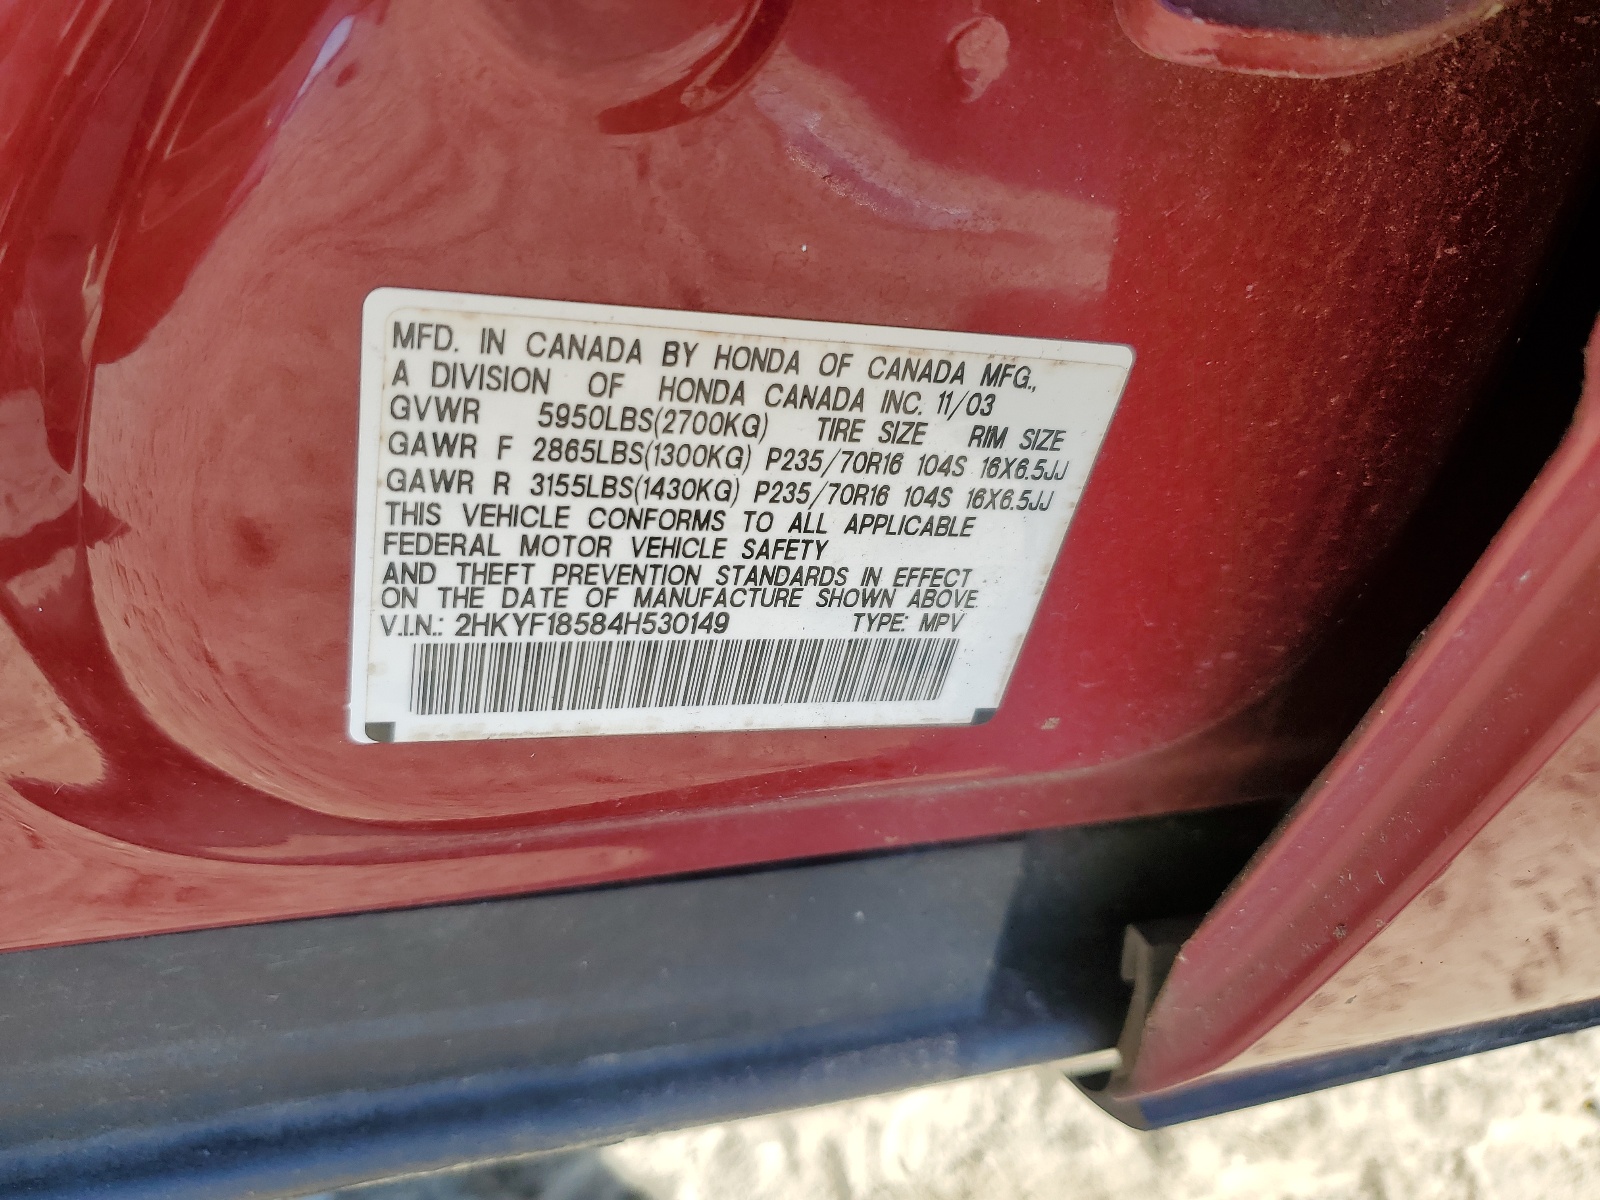 MFD. IN CANADA BY HONDA OF CANADA MFG.,
A DIVISION OF HONDA CANADA INC. 11/03
GVWR 5950LBS(2700KG) TIRE SIZE RIM SIZE
GAWR F 2865LBS(1300KG) P235/70R16 104S 16X6.5JJ
GAWR R 3155LBS(1430KG) P235/70R16 104S 16X6.5JJ
THIS VEHICLE CONFORMS TO ALL APPLICABLE
FEDERAL MOTOR VEHICLE SAFETY
AND THEFT PREVENTION STANDARDS IN EFFECT
ON THE DATE OF MANUFACTURE SHOWN ABOVE.
V.I.N.: 2HKYF18584H530149 TYPE: MPV